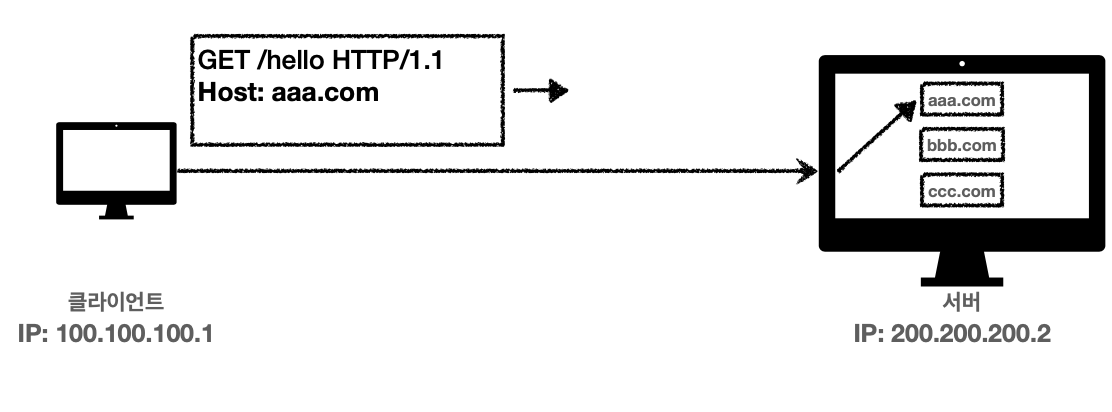 GET /hello HTTP/1.1
Host: aaa.com
aaa.com
bbb.com
ccc.com
클라이언트
IP: 100.100.100.1
서버
IP: 200.200.200.2